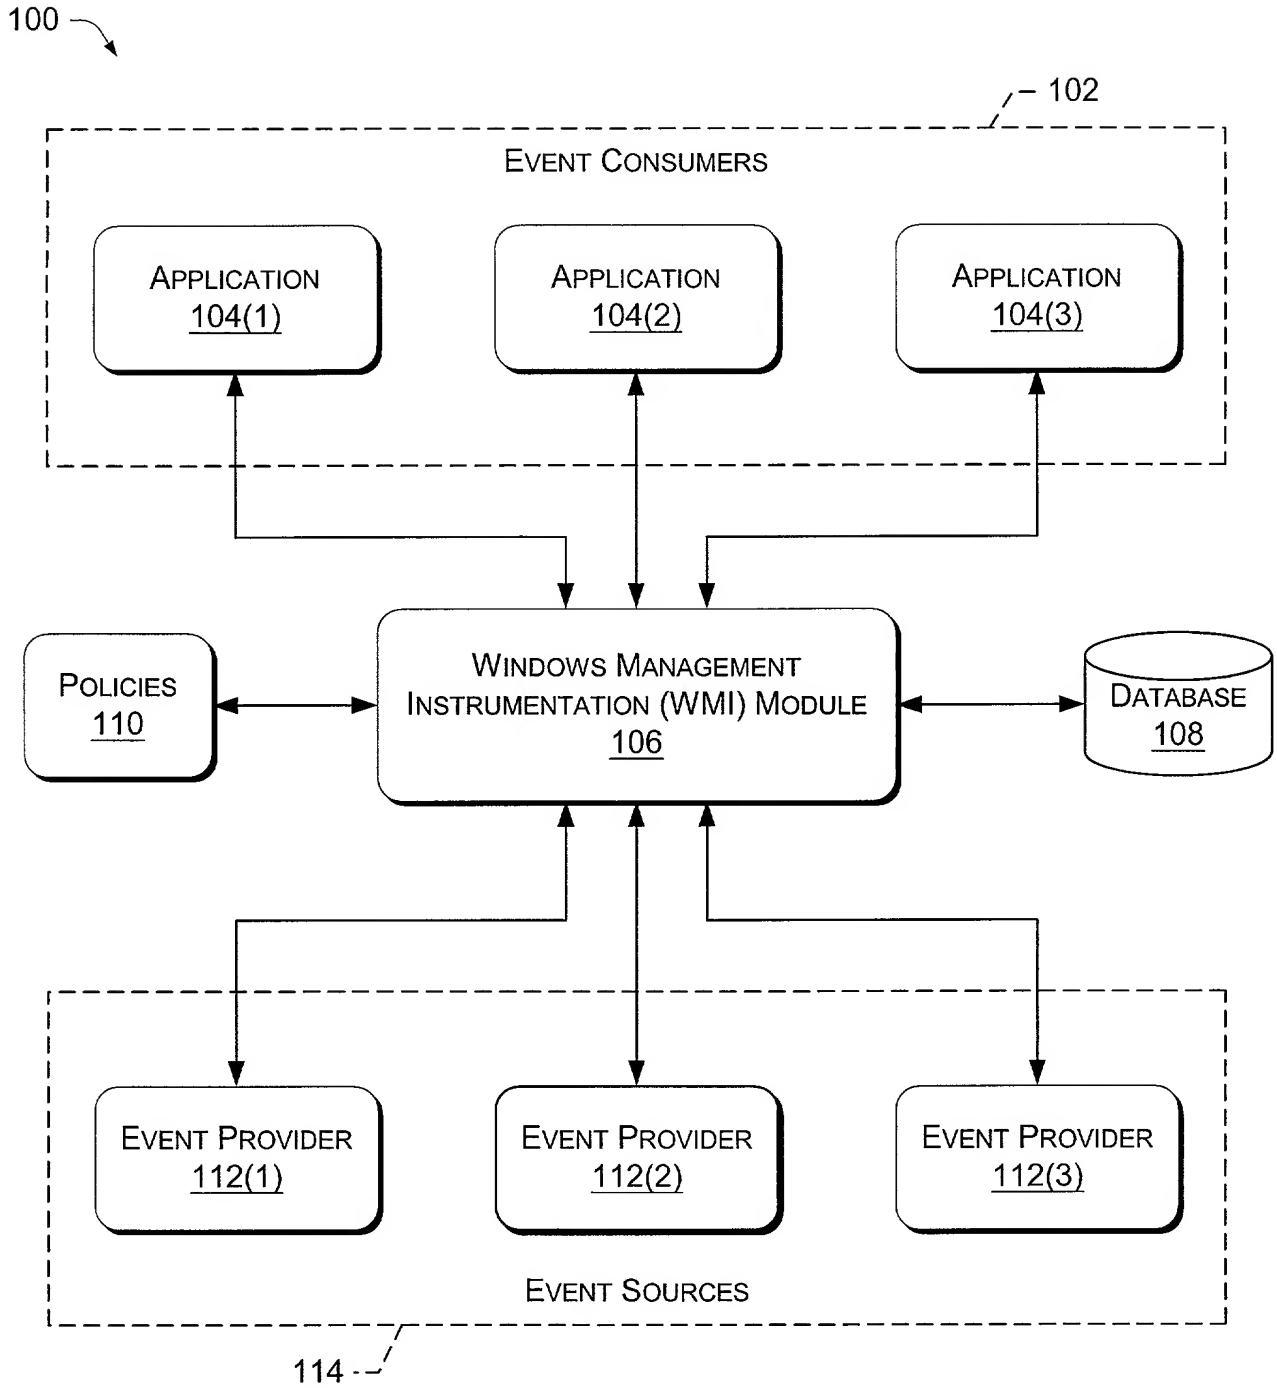 100
102
EVENT CONSUMERS
APPLICATION
104(1)
APPLICATION
104(2)
APPLICATION
104(3)
POLICIES
110
WINDOWS MANAGEMENT
INSTRUMENTATION (WMI) MODULE
106
DATABASE
108
EVENT PROVIDER
112(1)
EVENT PROVIDER
112(2)
EVENT PROVIDER
112(3)
EVENT SOURCES
114